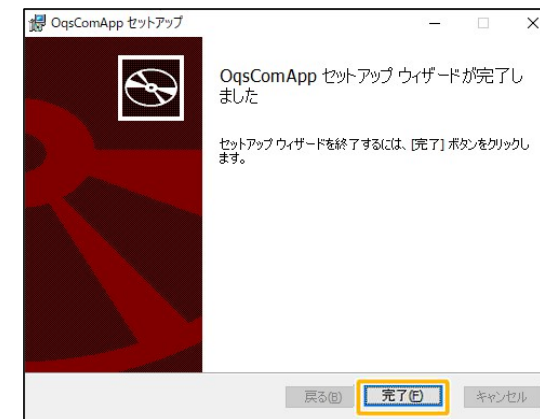 OqsComApp セットアップ
OqsComApp セットアップ ウィザードが完了し
ました
セットアップ ウィザードを終了するには、[完了] ボタンをクリックし
ます。
戻る(B)
完了(F)
キャンセル